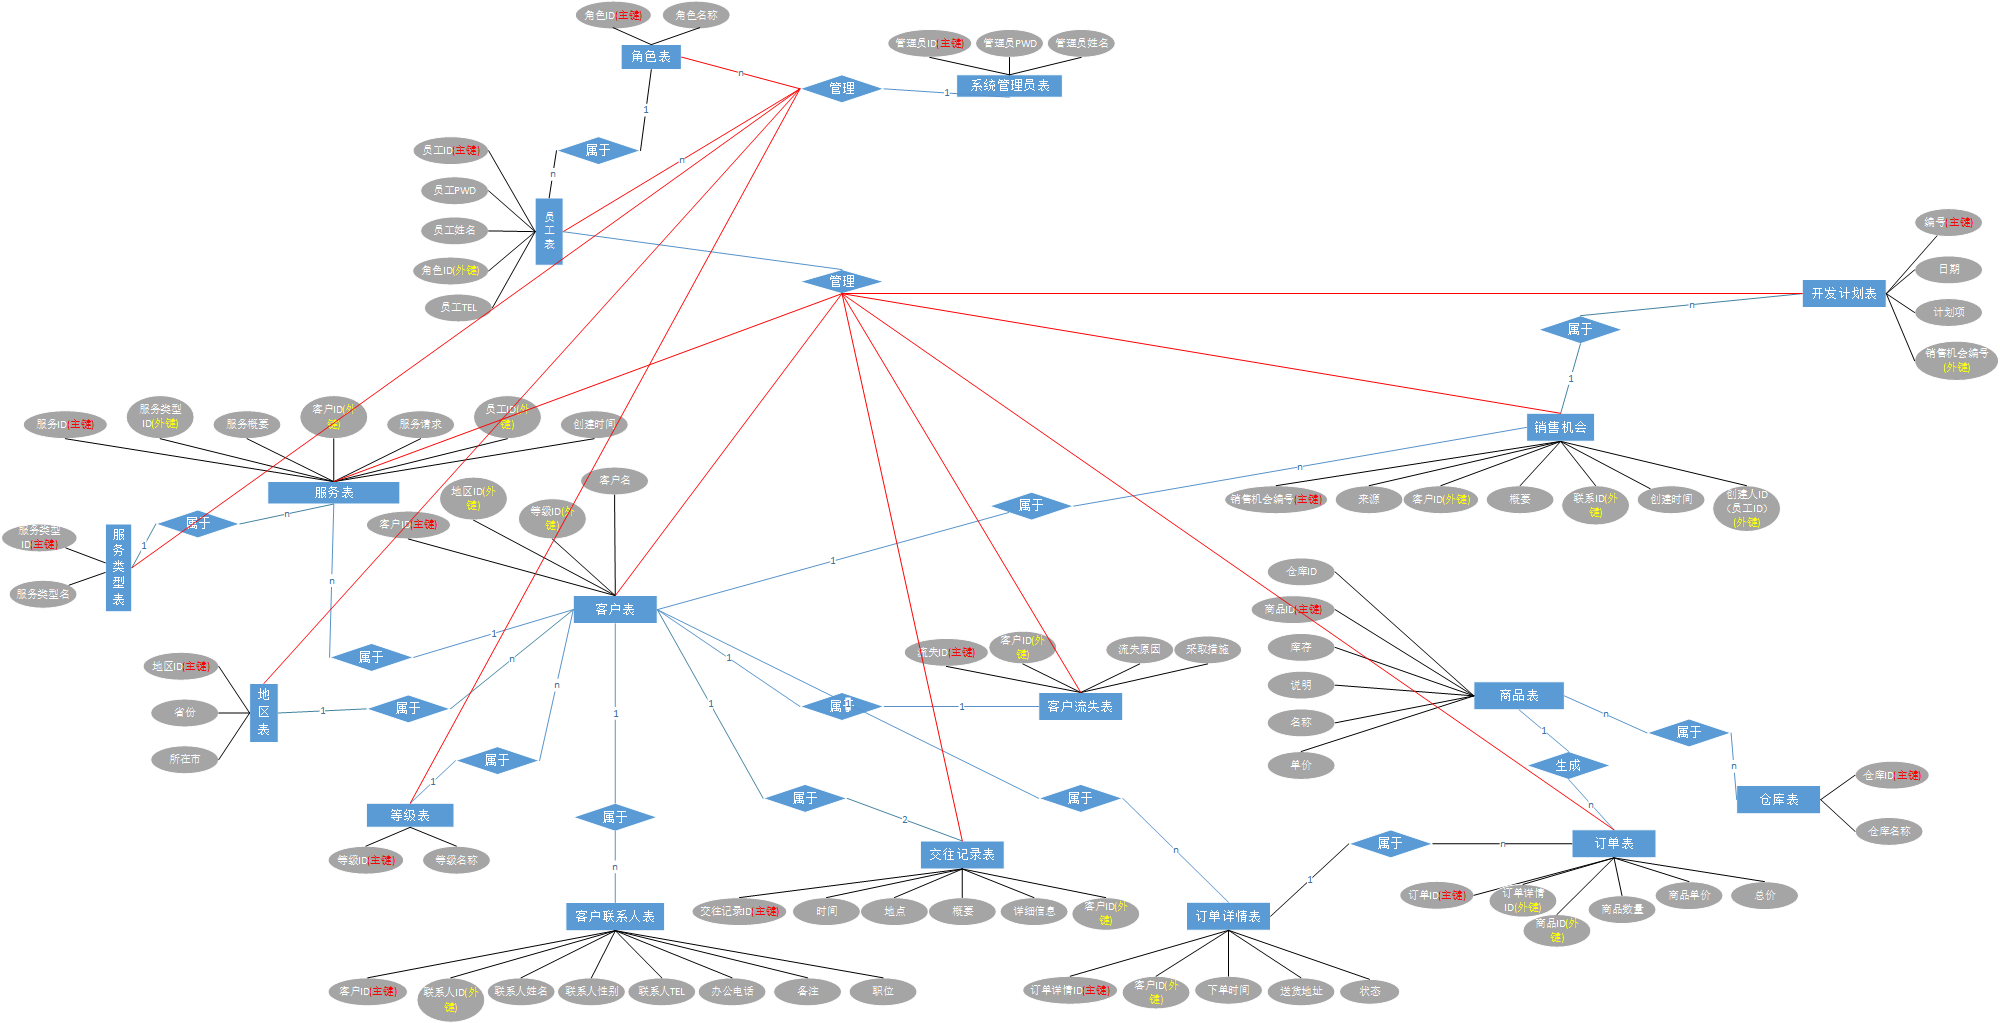 角色ID(主键)
角色名称
角色表
管理员ID(主键)
管理员PWD
管理员姓名
系统管理员表
管理
n
1
1
属于
n
n
员工ID(主键)
员工PWD
员工姓名
角色ID(外键)
员工TEL
员
工
表
管理
编号(主键)
日期
计划项
销售机会编号
(外键)
开发计划表
n
属于
1
销售机会
销售机会编号(主键)
来源
客户ID(外键)
概要
联系ID(外
键)
创建时间
创建人ID
(员工ID)
(外键)
n
属于
1
服务ID(主键)
服务类型
ID(外键)
服务概要
客户ID(外
键)
服务请求
员工ID(外
键)
创建时间
服务表
n
属于
1
服务类型
ID(主键)
服务类型名
服
务
类
型
表
客户ID(主键)
地区ID(外
键)
等级ID(外
键)
客户名
客户表
n
属于
1
地区ID(主键)
省份
所在市
地
区
表
1
属于
n
n
属于
1
等级表
等级ID(主键)
等级名称
1
属于
n
客户联系人表
客户ID(主键)
联系人ID(外
键)
联系人姓名
联系人性别
联系人TEL
办公电话
备注
职位
1
属于
2
交往记录表
交往记录ID(主键)
时间
地点
概要
详细信息
客户ID(外
键)
1
属于
1
客户流失表
流失ID(主键)
客户ID(外
键)
流失原因
采取措施
属于
n
订单详情表
订单详情ID(主键)
客户ID(外
键)
下单时间
送货地址
状态
1
属于
n
订单表
订单ID(主键)
订单详情
ID(外键)
商品ID(外
键)
商品数量
商品单价
总价
仓库ID
商品ID(主键)
库存
说明
名称
单价
商品表
1
生成
n
n
属于
n
仓库表
仓库ID(主键)
仓库名称